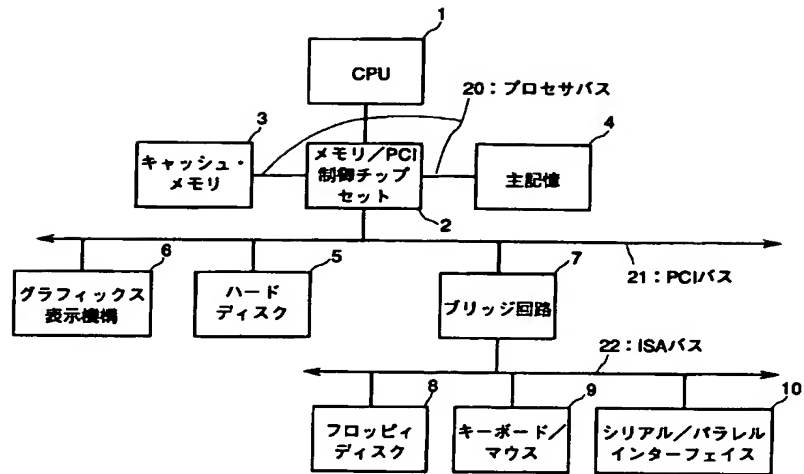 1
CPU
20：プロセサバス
3
4
キャッシュ・
メモリ
メモリ／PCI
制御チップ
セット
主記憶
2
6
5
7
21：PCIバス
グラフィックス
表示機構
ハード
ディスク
ブリッジ回路
22：ISAバス
8
9
10
フロッピィ
ディスク
キーボード／
マウス
シリアル／パラレル
インターフェイス